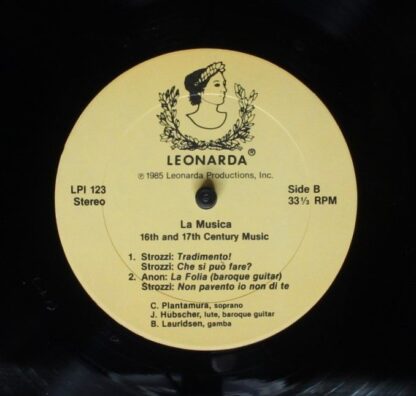 LEONARDA®
℗ 1985 Leonarda Productions, Inc.
LPI 123
Stereo
Side B
33⅓ RPM
La Musica
16th and 17th Century Music
1. Strozzi: Tradimento!
Strozzi: Che si può fare?
2. Anon: La Folia (baroque guitar)
Strozzi: Non pavento io non di te
C. Plantamura, soprano
J. Hübscher, lute, baroque guitar
B. Lauridsen, gamba